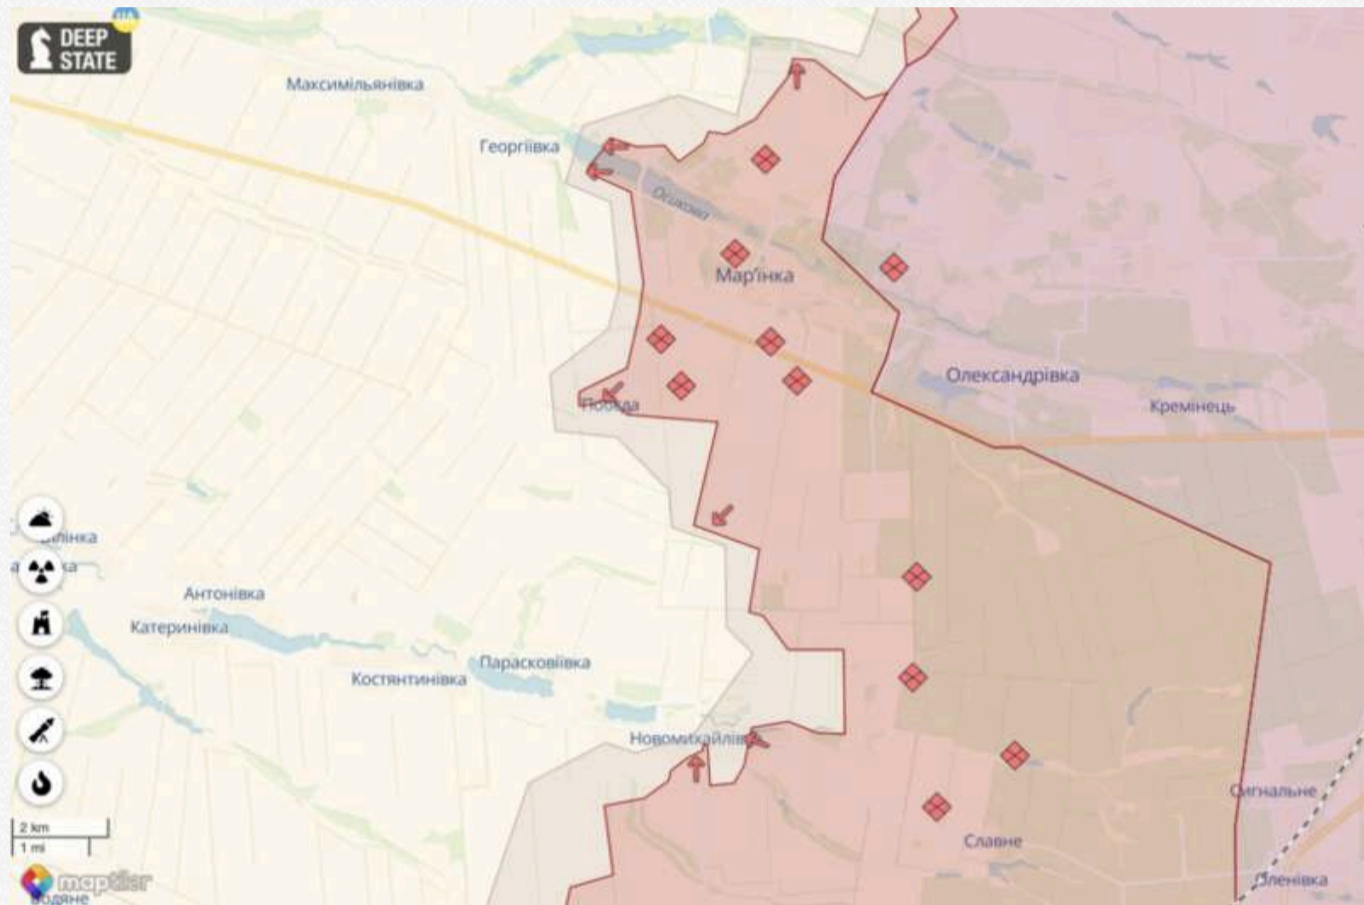 UA
DEEP
STATE
Максимільянівка
Георгіївка
Осикова
Мар'їнка
Олександрівка
Кремінець
Побєда
Антонівка
Катеринівка
Парасковіївка
Костянтинівка
Новомихайлівка
2 km
1 mi
Сигнальне
Славне
Оленівка
maptiler